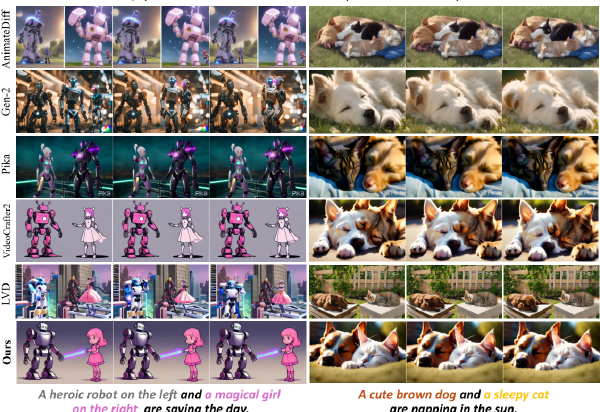 AnimateDiff
Gen-2
Pika
VideoCrafter2
LVD
Ours
A heroic robot on the left and a magical girl
on the right are saving the day.
A cute brown dog and a sleepy cat
are napping in the sun.